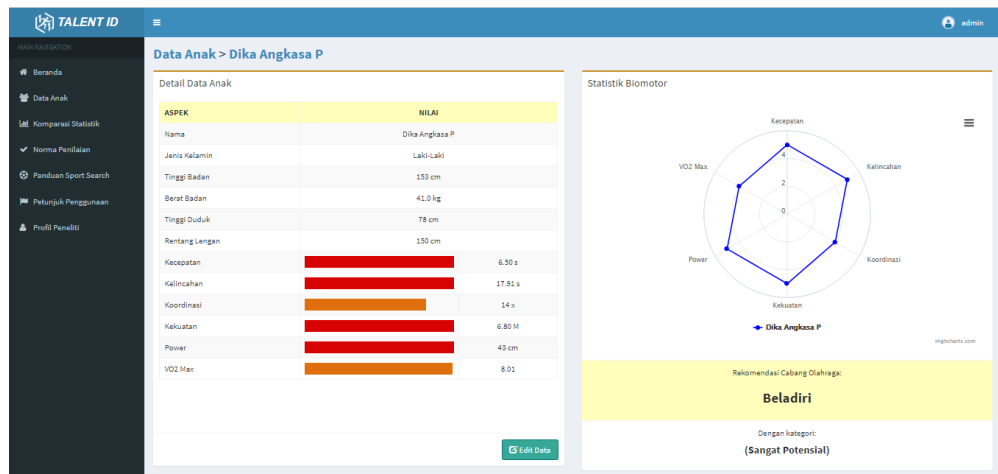 TALENT ID
admin
MAIN NAVIGATION
Beranda
Data Anak
Komparasi Statistik
Norma Penilaian
Panduan Sport Search
Petunjuk Penggunaan
Profil Peneliti
Data Anak > Dika Angkasa P
Detail Data Anak
ASPEK NILAI
Nama Dika Angkasa P
Jenis Kelamin Laki-Laki
Tinggi Badan 153 cm
Berat Badan 41.0 kg
Tinggi Duduk 78 cm
Rentang Lengan 150 cm
Kecepatan 6.50 s
Kelincahan 17.91 s
Koordinasi 14 x
Kekuatan 6.80 M
Power 43 cm
VO2 Max 8.01
Edit Data
Statistik Biomotor
Kecepatan
VO2 Max
Kelincahan
4
2
0
Power
Koordinasi
Kekuatan
Dika Angkasa P
Highcharts.com
Rekomendasi Cabang Olahraga:
Beladiri
Dengan kategori:
(Sangat Potensial)